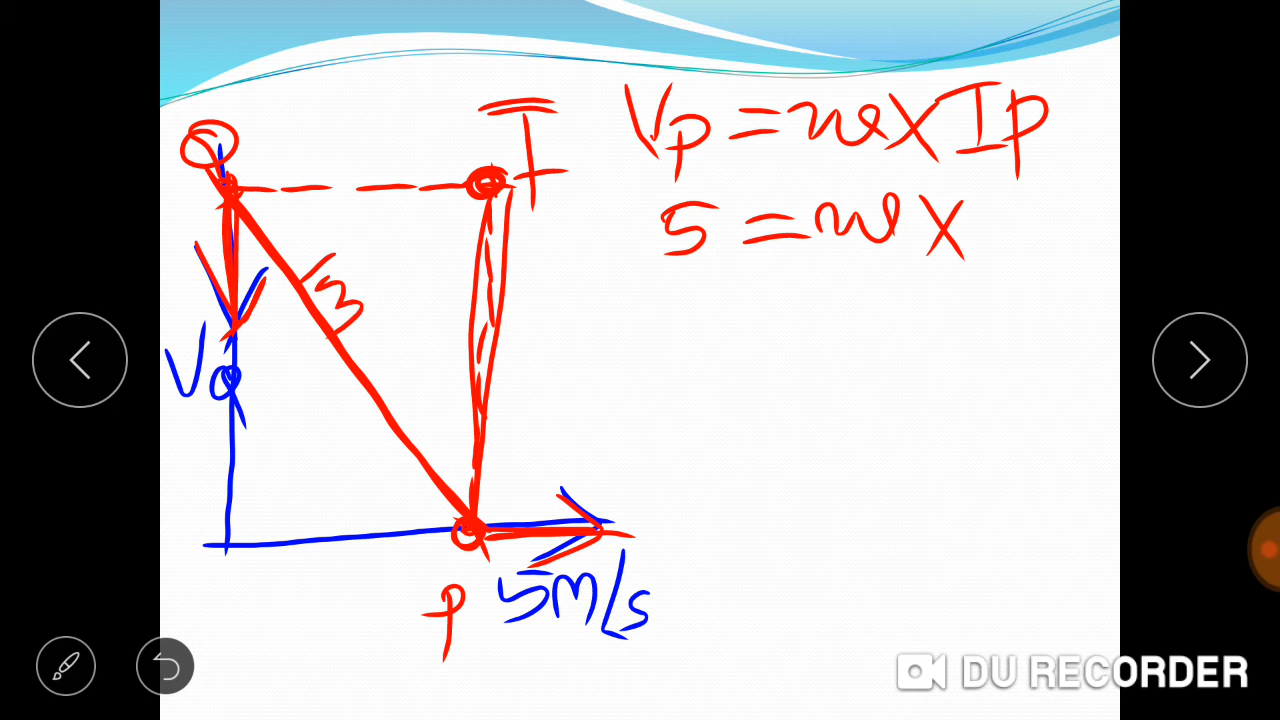 Q
I
Vp = w x Ip
5 = w x
3
VQ
P
5m/s
DU RECORDER